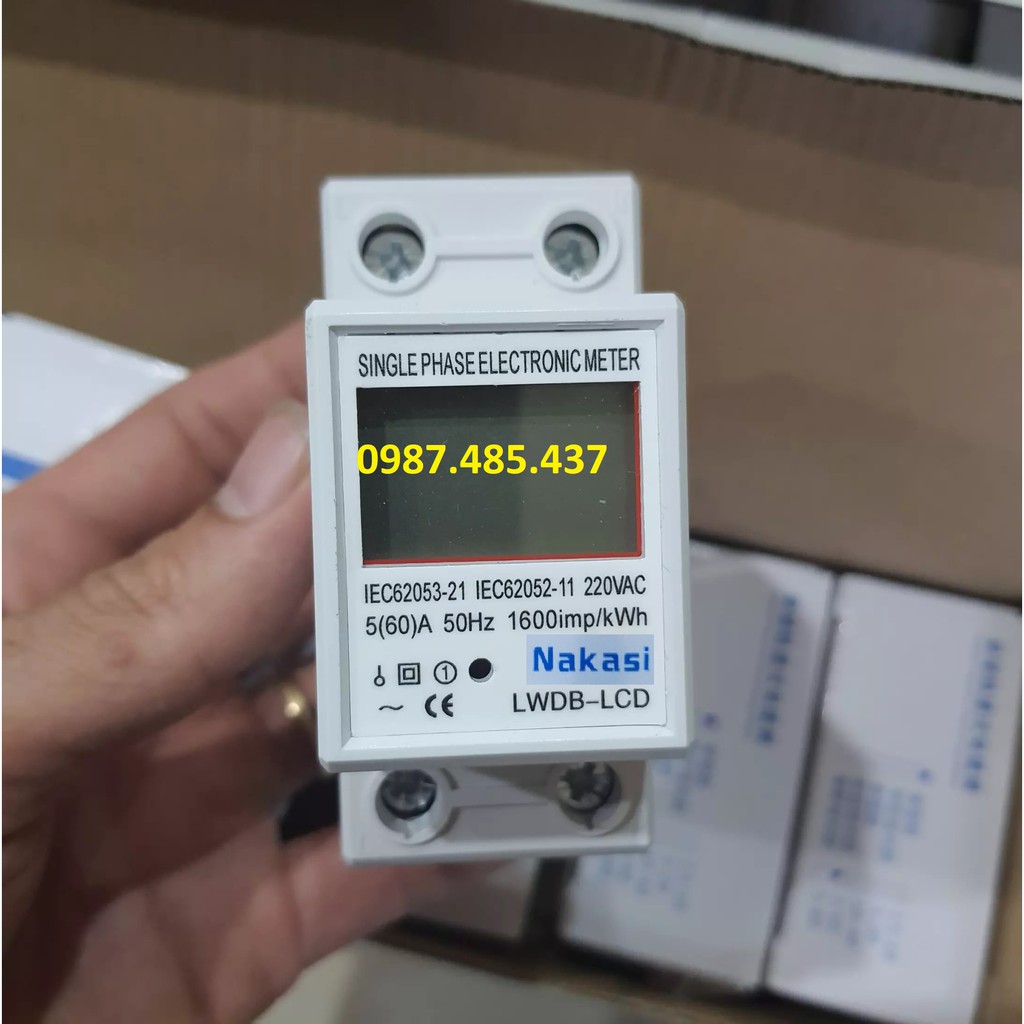 SINGLE PHASE ELECTRONIC METER
0987.485.437
IEC62053-21 IEC62052-11 220VAC
5(60)A 50Hz 1600imp/kWh
Nakasi
1
~ CE LWDB-LCD